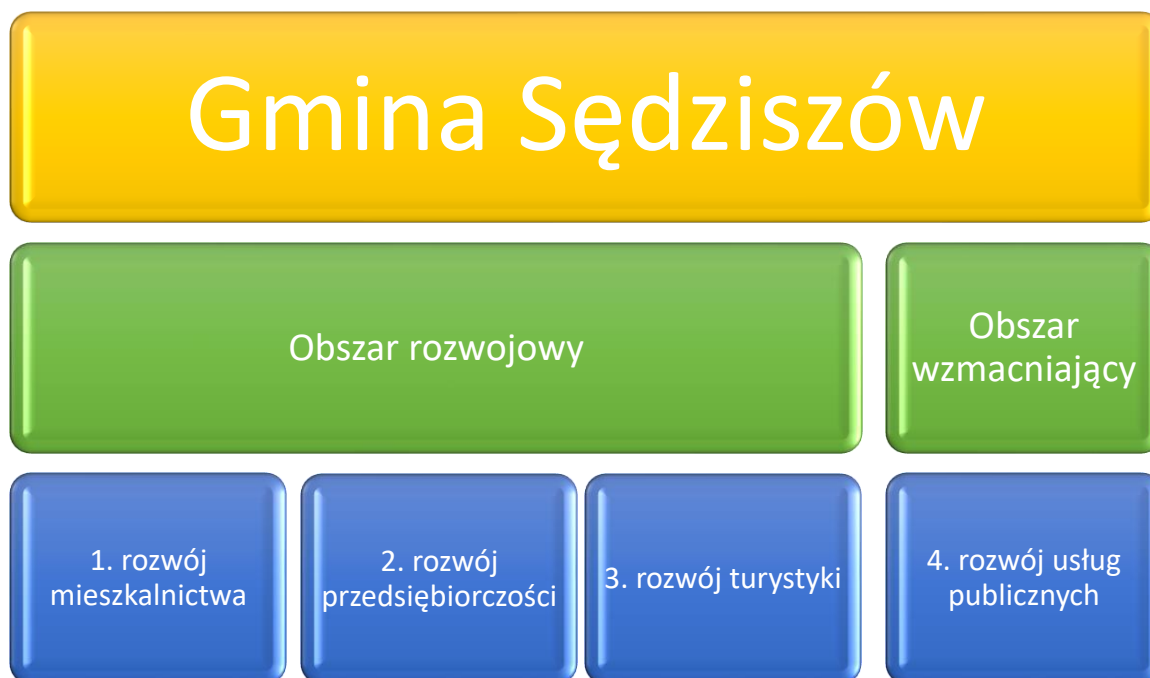 Gmina Sędziszów
Obszar rozwojowy
Obszar
wzmacniający
1. rozwój
mieszkalnictwa
2. rozwój
przedsiębiorczości
3. rozwój turystyki
4. rozwój usług
publicznych